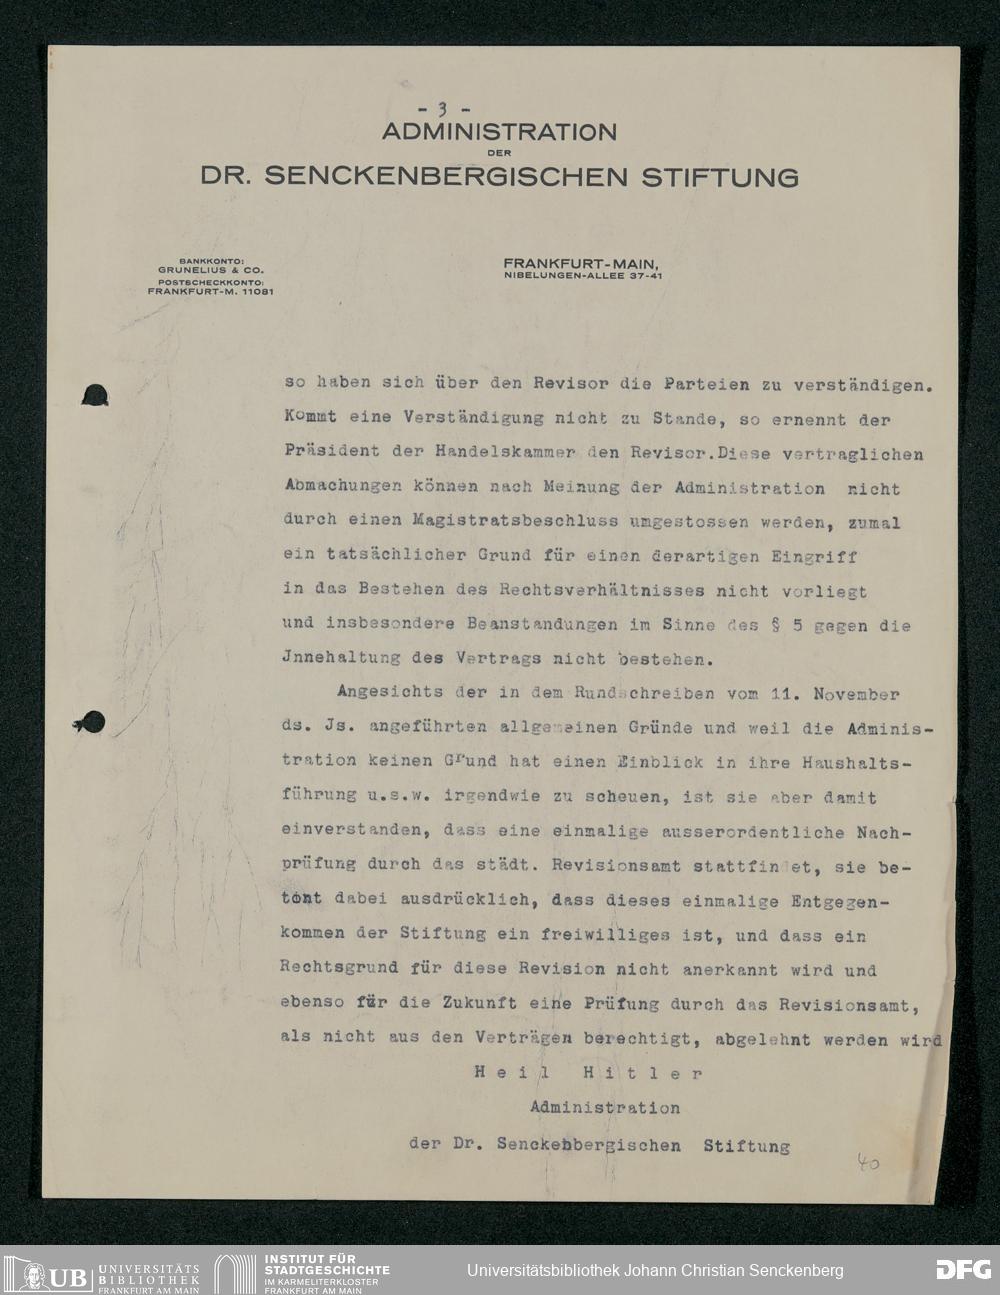 - 3 -
ADMINISTRATION
DER
DR. SENCKENBERGISCHEN STIFTUNG
BANKKONTO:
GRUNELIUS & CO.
POSTSCHECKKONTO:
FRANKFURT-M. 11081
FRANKFURT-MAIN,
NIBELUNGEN-ALLEE 37-41
so haben sich über den Revisor die Parteien zu verständigen.
Kommt eine Verständigung nicht zu Stande, so ernennt der
Präsident der Handelskammer den Revisor.Diese vertraglichen
Abmachungen können nach Meinung der Administration nicht
durch einen Magistratsbeschluss umgestossen werden, zumal
ein tatsächlicher Grund für einen derartigen Eingriff
in das Bestehen des Rechtsverhältnisses nicht vorliegt
und insbesondere Beanstandungen im Sinne des § 5 gegen die
Jnnehaltung des Vertrags nicht bestehen.
Angesichts der in dem Rundschreiben vom 11. November
ds. Js. angeführten allgemeinen Gründe und weil die Adminis-
tration keinen Grund hat einen Einblick in ihre Haushalts-
führung u.s.w. irgendwie zu scheuen, ist sie aber damit
einverstanden, dass eine einmalige ausserordentliche Nach-
prüfung durch das städt. Revisionsamt stattfindet, sie be-
tont dabei ausdrücklich, dass dieses einmalige Entgegen-
kommen der Stiftung ein freiwilliges ist, und dass ein
Rechtsgrund für diese Revision nicht anerkannt wird und
ebenso für die Zukunft eine Prüfung durch das Revisionsamt,
als nicht aus den Verträgen berechtigt, abgelehnt werden wird
H e i l  H i t l e r
Administration
der Dr. Senckenbergischen Stiftung
40
UB UNIVERSITÄTS
BIBLIOTHEK
FRANKFURT AM MAIN
INSTITUT FÜR
STADTGESCHICHTE
IM KARMELITERKLOSTER
FRANKFURT AM MAIN
Universitätsbibliothek Johann Christian Senckenberg
DFG